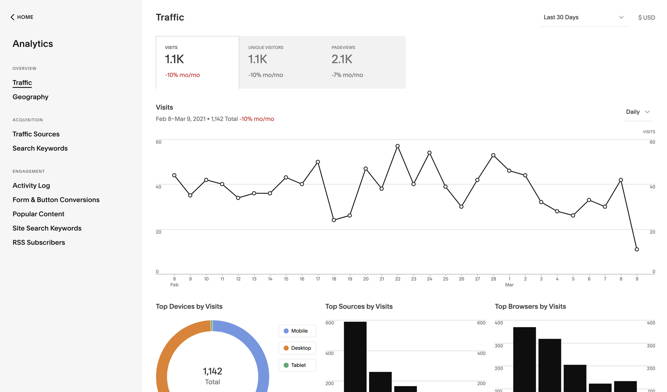 HOME
Analytics
OVERVIEW
Traffic
Geography
ACQUISITION
Traffic Sources
Search Keywords
ENGAGEMENT
Activity Log
Form & Button Conversions
Popular Content
Site Search Keywords
RSS Subscribers
Traffic
Last 30 Days
$ USD
VISITS
1.1K
-10% mo/mo
UNIQUE VISITORS
1.1K
-10% mo/mo
PAGEVIEWS
2.1K
-7% mo/mo
Visits
Feb 8–Mar 9, 2021 • 1,142 Total -10% mo/mo
Daily
VISITS
60 60
40 40
20 20
0 0
8 9 10 11 12 13 14 15 16 17 18 19 20 21 22 23 24 25 26 27 28 1 2 3 4 5 6 7 8 9
Feb Mar
Top Devices by Visits
1,142
Total
Mobile
Desktop
Tablet
Top Sources by Visits
600 600
400 400
200 200
Top Browsers by Visits
400 400
300 300
200 200